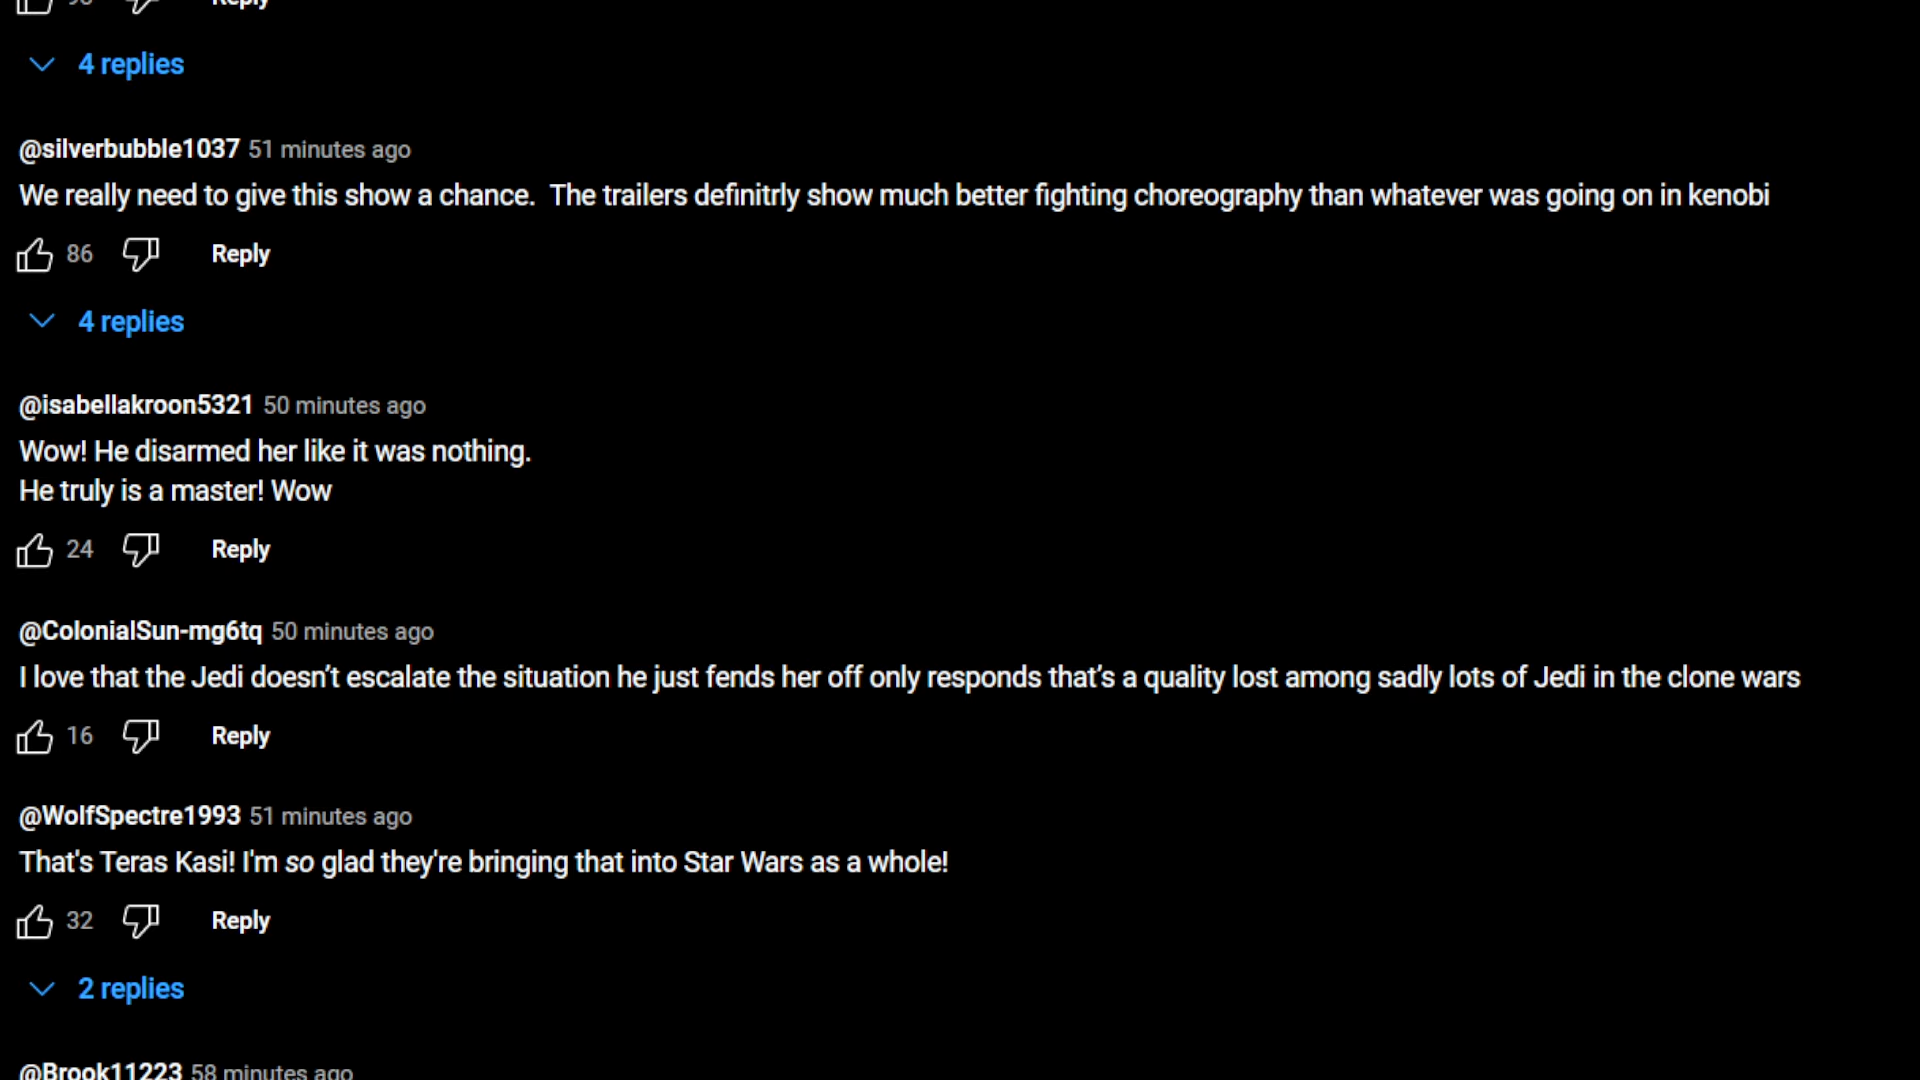 Reply
4 replies
@silverbubble1037 51 minutes ago
We really need to give this show a chance.  The trailers definitrly show much better fighting choreography than whatever was going on in kenobi
86 Reply
4 replies
@isabellakroon5321 50 minutes ago
Wow! He disarmed her like it was nothing.
He truly is a master! Wow
24 Reply
@ColonialSun-mg6tq 50 minutes ago
I love that the Jedi doesn’t escalate the situation he just fends her off only responds that’s a quality lost among sadly lots of Jedi in the clone wars
16 Reply
@WolfSpectre1993 51 minutes ago
That's Teras Kasi! I'm so glad they're bringing that into Star Wars as a whole!
32 Reply
2 replies
@Brook11223 58 minutes ago